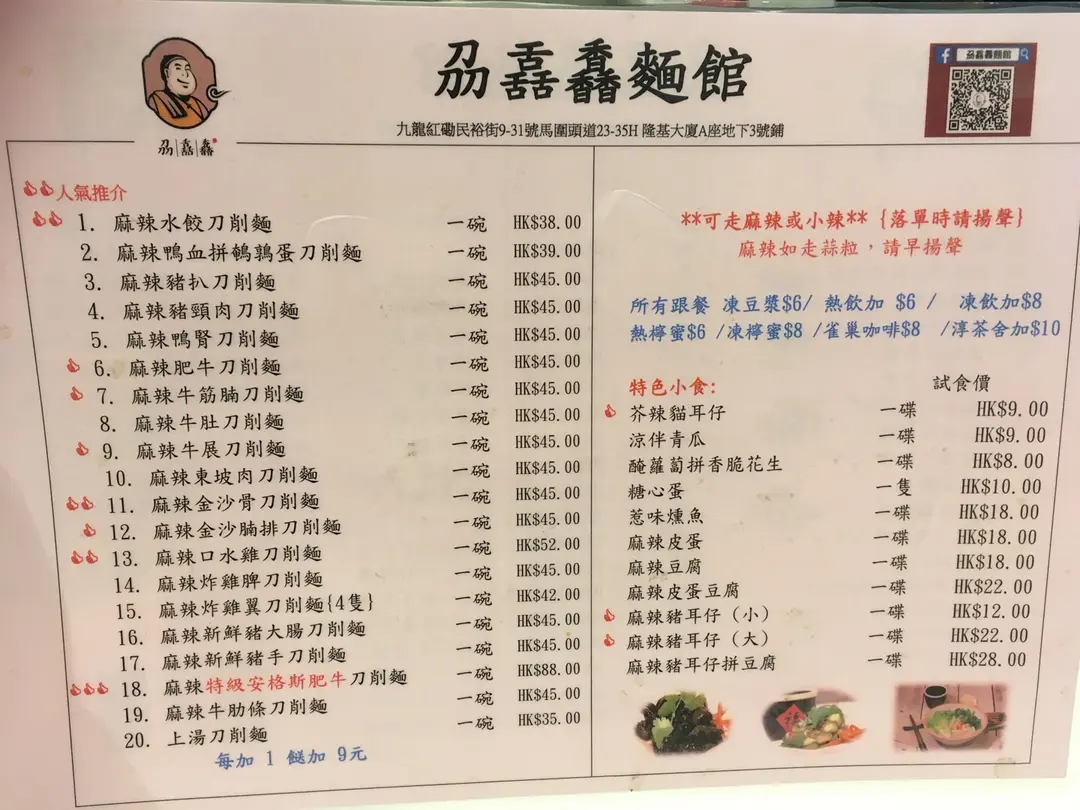 刕舙馫麵館
九龍紅磡民裕街9-31號馬圍頭道23-35H 隆基大廈A座地下3號鋪
刕舙馫
刕舙馫麵館
人氣推介
1. 麻辣水餃刀削麵 一碗 HK$38.00
2. 麻辣鴨血拼鵪鶉蛋刀削麵 一碗 HK$39.00
3. 麻辣豬扒刀削麵 一碗 HK$45.00
4. 麻辣豬頸肉刀削麵 一碗 HK$45.00
5. 麻辣鴨腎刀削麵 一碗 HK$45.00
6. 麻辣肥牛刀削麵 一碗 HK$45.00
7. 麻辣牛筋腩刀削麵 一碗 HK$45.00
8. 麻辣牛肚刀削麵 一碗 HK$45.00
9. 麻辣牛展刀削麵 一碗 HK$45.00
10. 麻辣東坡肉刀削麵 一碗 HK$45.00
11. 麻辣金沙骨刀削麵 一碗 HK$45.00
12. 麻辣金沙腩排刀削麵 一碗 HK$45.00
13. 麻辣口水雞刀削麵 一碗 HK$52.00
14. 麻辣炸雞脾刀削麵 一碗 HK$45.00
15. 麻辣炸雞翼刀削麵{4隻} 一碗 HK$42.00
16. 麻辣新鮮豬大腸刀削麵 一碗 HK$45.00
17. 麻辣新鮮豬手刀削麵 一碗 HK$45.00
18. 麻辣特級安格斯肥牛刀削麵 一碗 HK$88.00
19. 麻辣牛肋條刀削麵 一碗 HK$45.00
20. 上湯刀削麵 一碗 HK$35.00
每加 1 餸加 9元
**可走麻辣或小辣** {落單時請揚聲}
麻辣如走蒜粒，請早揚聲
所有跟餐 凍豆漿$6/ 熱飲加 $6 / 凍飲加$8
熱檸蜜$6 /凍檸蜜$8 /雀巢咖啡$8 /淳茶舍加$10
特色小食: 試食價
芥辣貓耳仔 一碟 HK$9.00
涼伴青瓜 一碟 HK$9.00
醃蘿蔔拼香脆花生 一碟 HK$8.00
糖心蛋 一隻 HK$10.00
惹味燻魚 一碟 HK$18.00
麻辣皮蛋 一碟 HK$18.00
麻辣豆腐 一碟 HK$18.00
麻辣皮蛋豆腐 一碟 HK$22.00
麻辣豬耳仔（小） 一碟 HK$12.00
麻辣豬耳仔（大） 一碟 HK$22.00
麻辣豬耳仔拼豆腐 一碟 HK$28.00